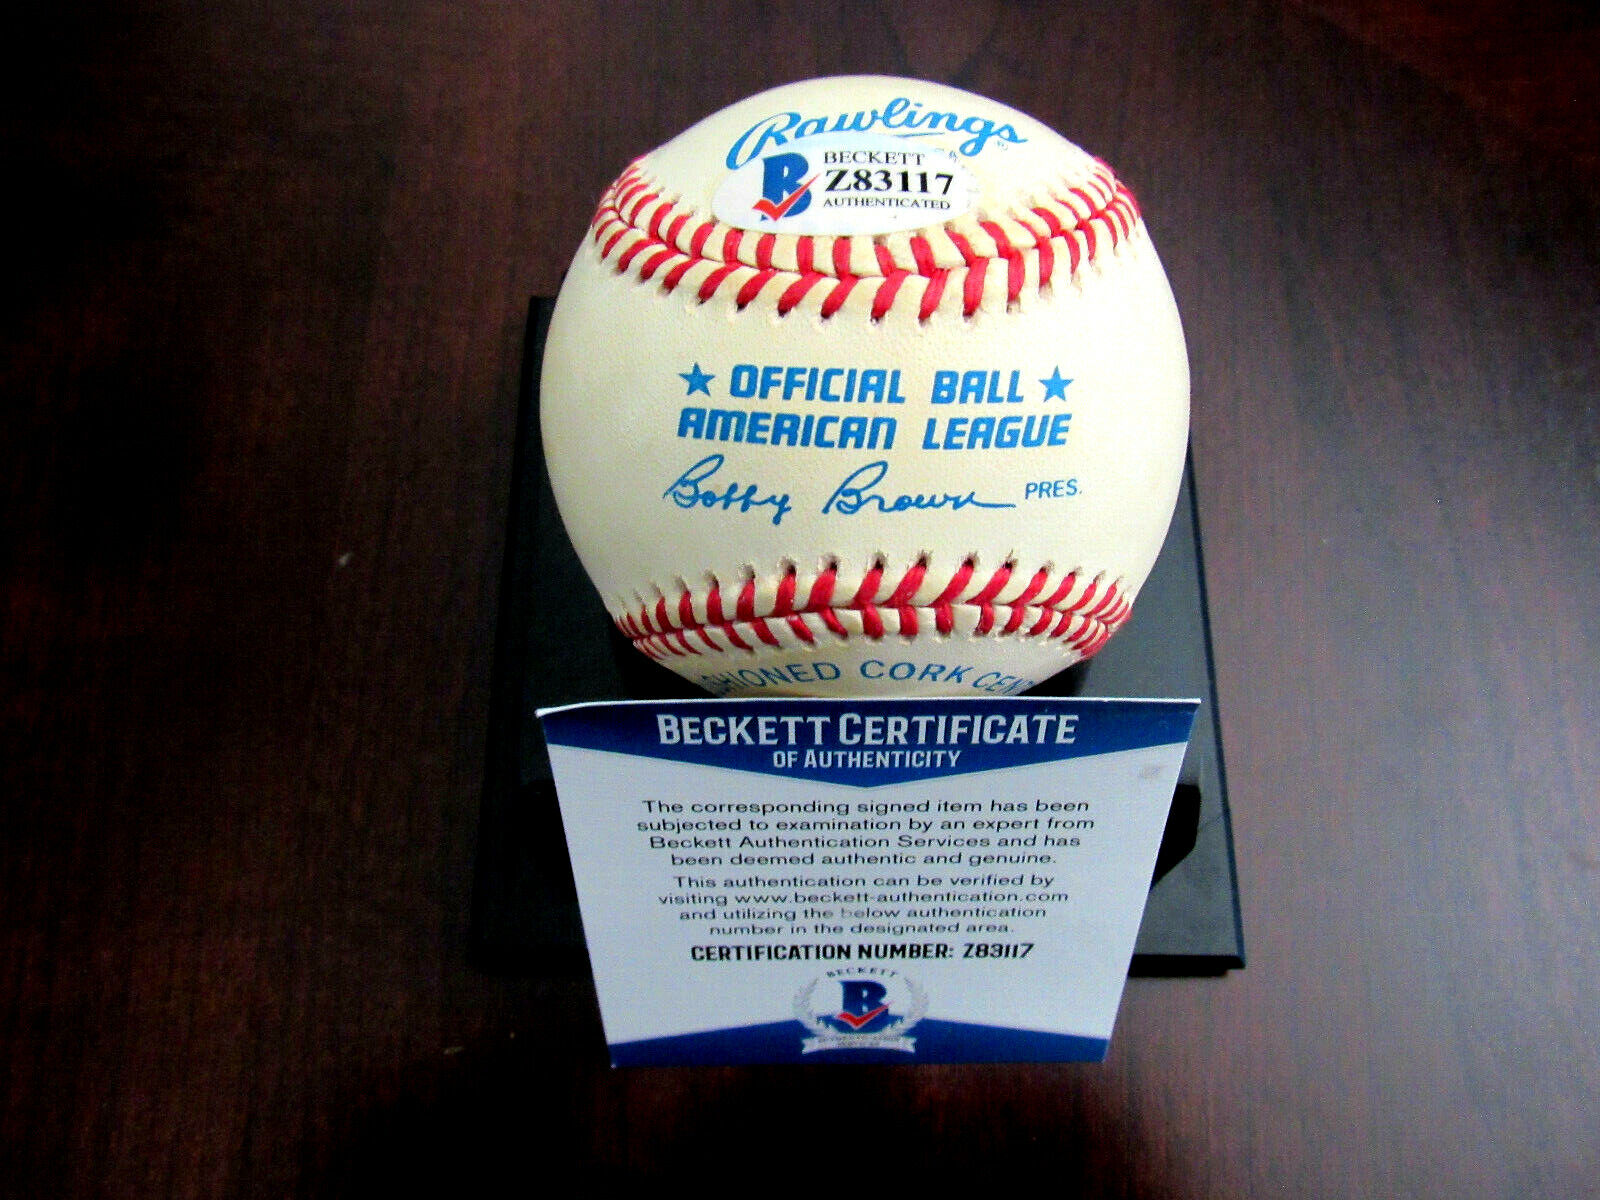 Rawlings
BECKETT
Z83117
AUTHENTICATED
OFFICIAL BALL
AMERICAN LEAGUE
Bobby Brown PRES.
SHIONED CORK CEN
BECKETT CERTIFICATE
OF AUTHENTICITY
The corresponding signed item has been
subjected to examination by an expert from
Beckett Authentication Services and has
been deemed authentic and genuine.
This authentication can be verified by
visiting www.beckett-authentication.com
and utilizing the below authentication
number in the designated area.
CERTIFICATION NUMBER: Z83117
BECKETT